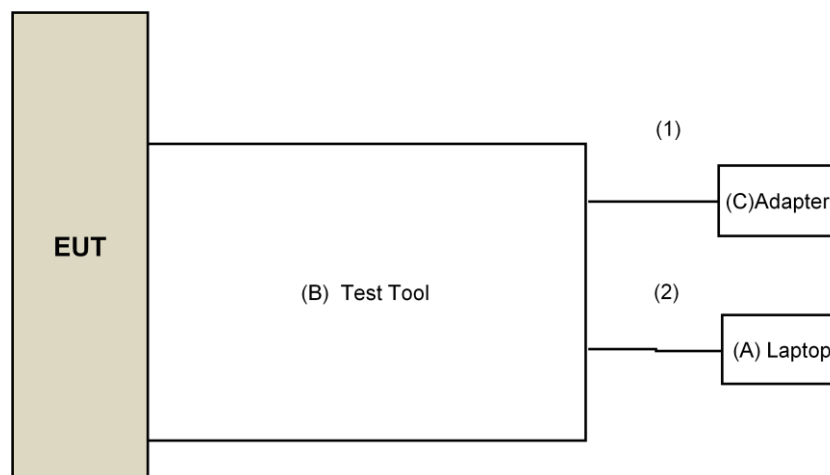 (1)
(C)Adapter
EUT
(B) Test Tool
(2)
(A) Laptop